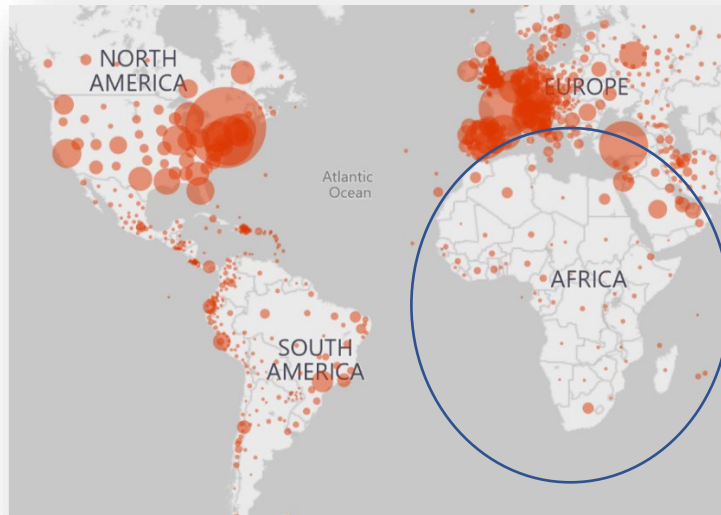 NORTH
AMERICA
EUROPE
Atlantic
Ocean
AFRICA
SOUTH
AMERICA